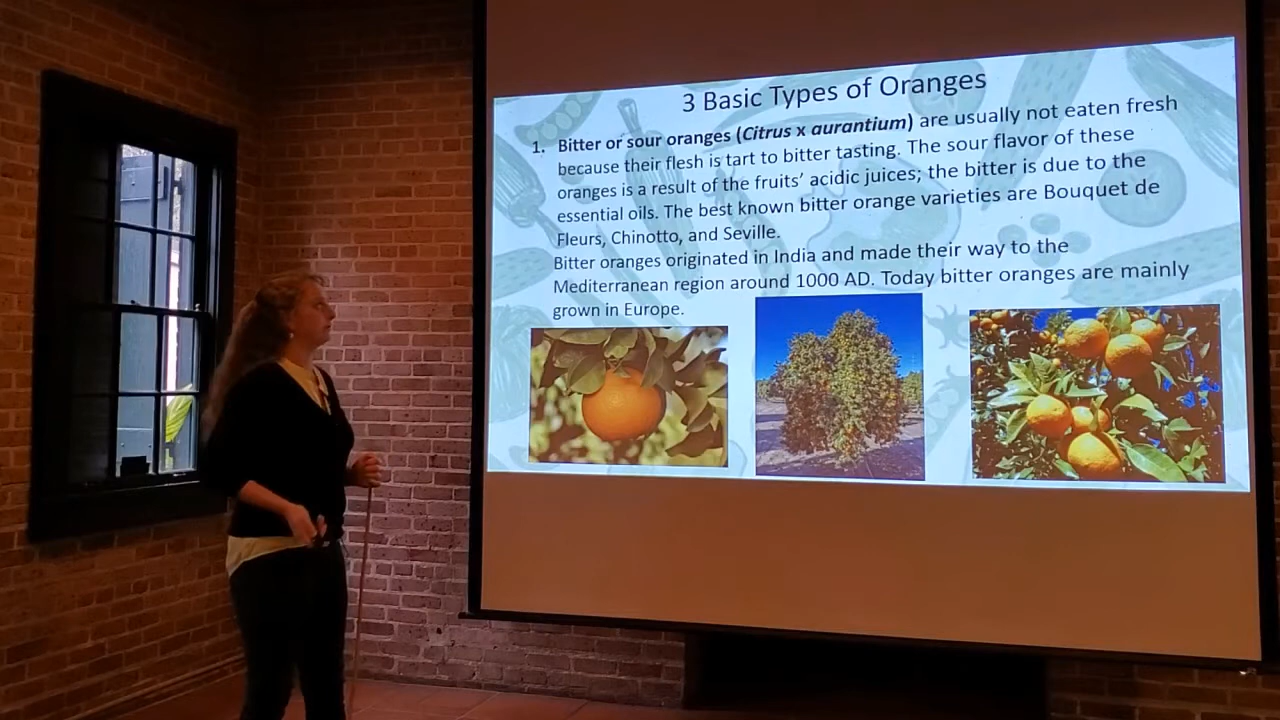 3 Basic Types of Oranges
1. Bitter or sour oranges (Citrus x aurantium) are usually not eaten fresh
because their flesh is tart to bitter tasting. The sour flavor of these
oranges is a result of the fruits’ acidic juices; the bitter is due to the
essential oils. The best known bitter orange varieties are Bouquet de
Fleurs, Chinotto, and Seville.
Bitter oranges originated in India and made their way to the
Mediterranean region around 1000 AD. Today bitter oranges are mainly
grown in Europe.